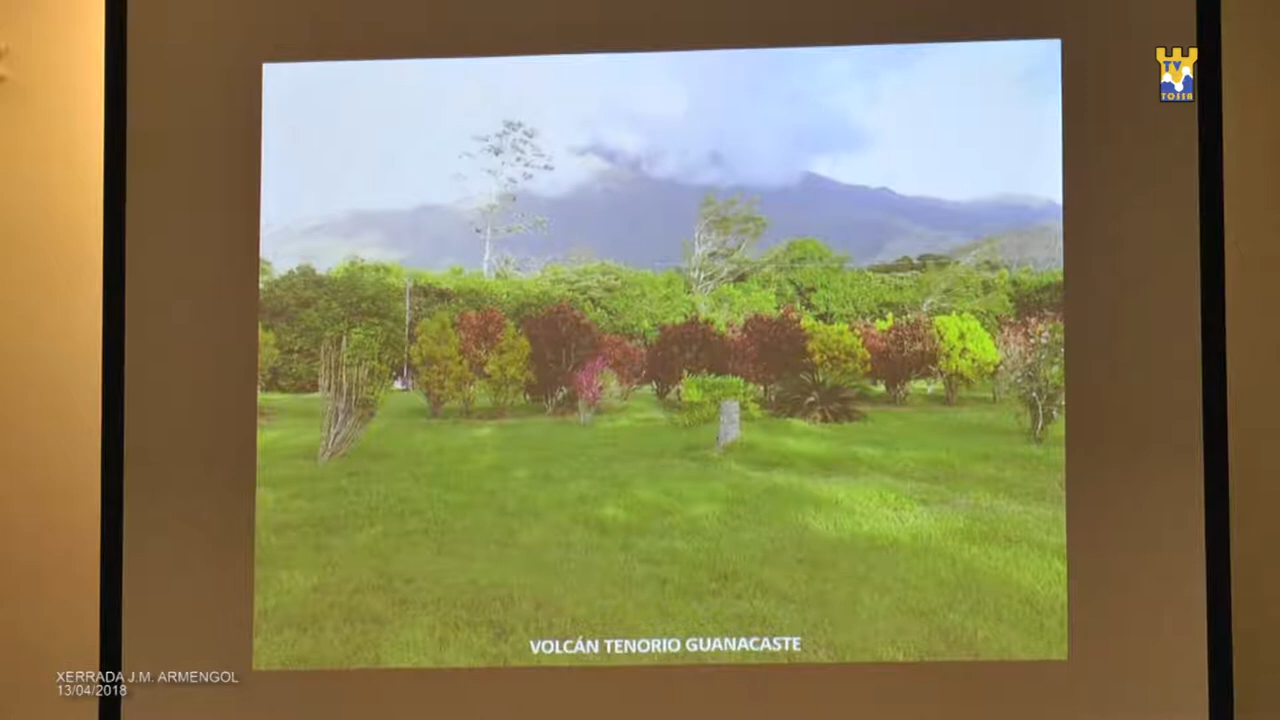 TV
TOSSA
VOLCÁN TENORIO GUANACASTE
XERRADA J.M. ARMENGOL
13/04/2018